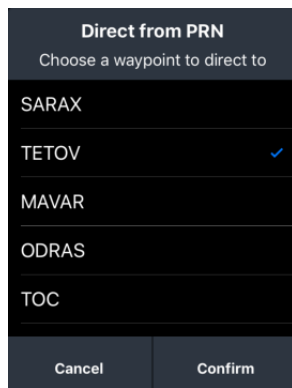 Direct from PRN
Choose a waypoint to direct to
SARAX
TETOV
MAVAR
ODRAS
TOC
Cancel
Confirm